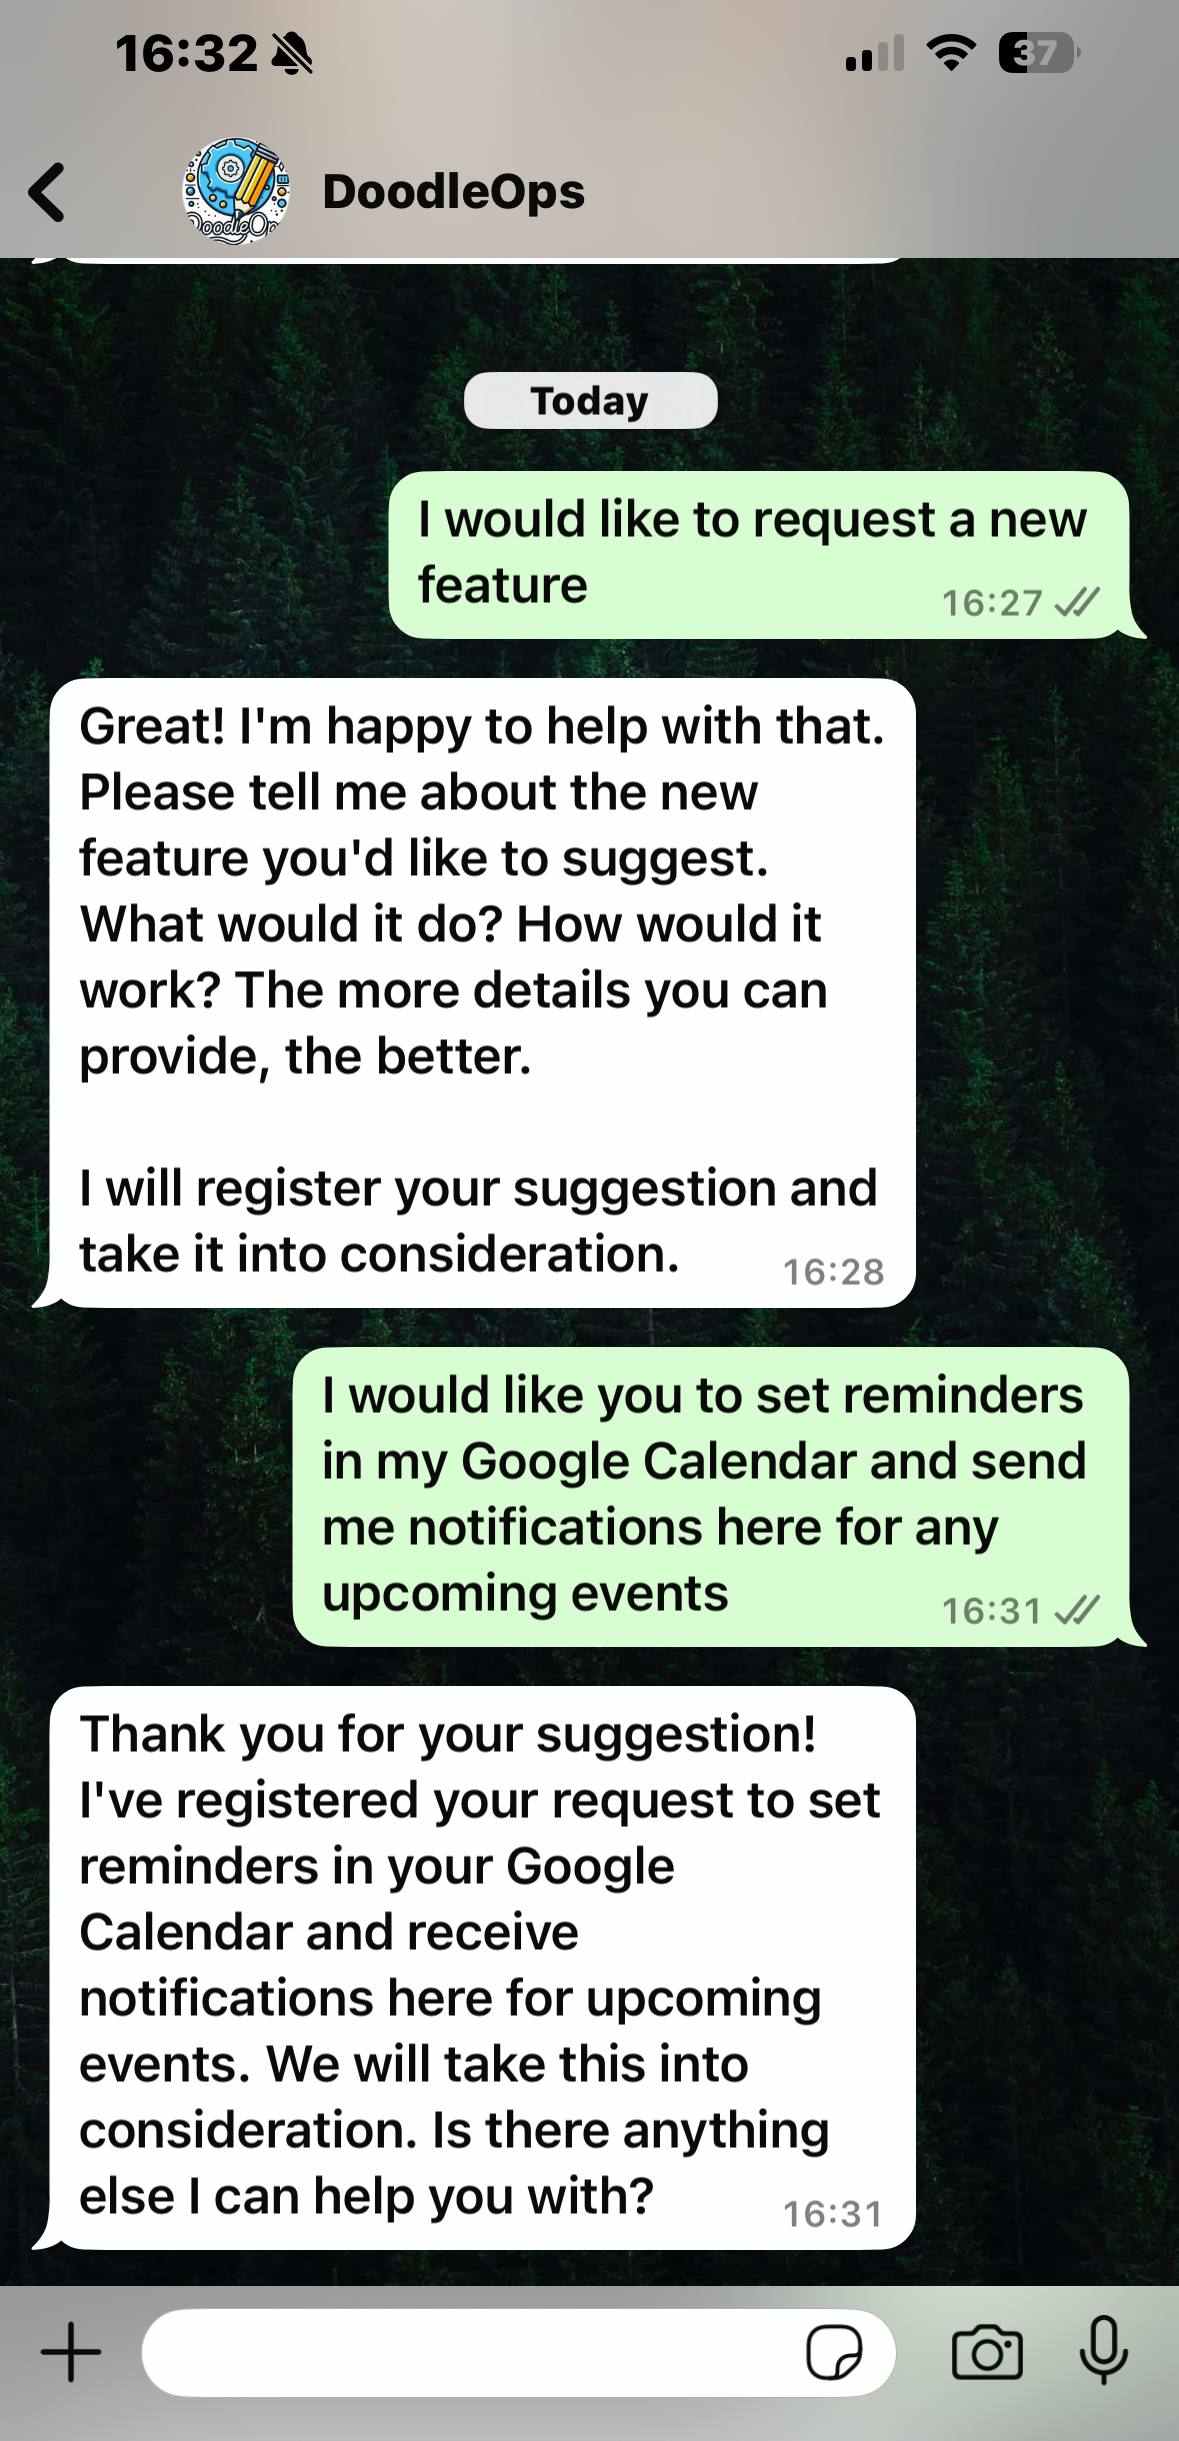 16:32
37
DoodleOps
DoodleOp
Today
I would like to request a new
feature
16:27
Great! I'm happy to help with that.
Please tell me about the new
feature you'd like to suggest.
What would it do? How would it
work? The more details you can
provide, the better.
I will register your suggestion and
take it into consideration.
16:28
I would like you to set reminders
in my Google Calendar and send
me notifications here for any
upcoming events
16:31
Thank you for your suggestion!
I've registered your request to set
reminders in your Google
Calendar and receive
notifications here for upcoming
events. We will take this into
consideration. Is there anything
else I can help you with?
16:31